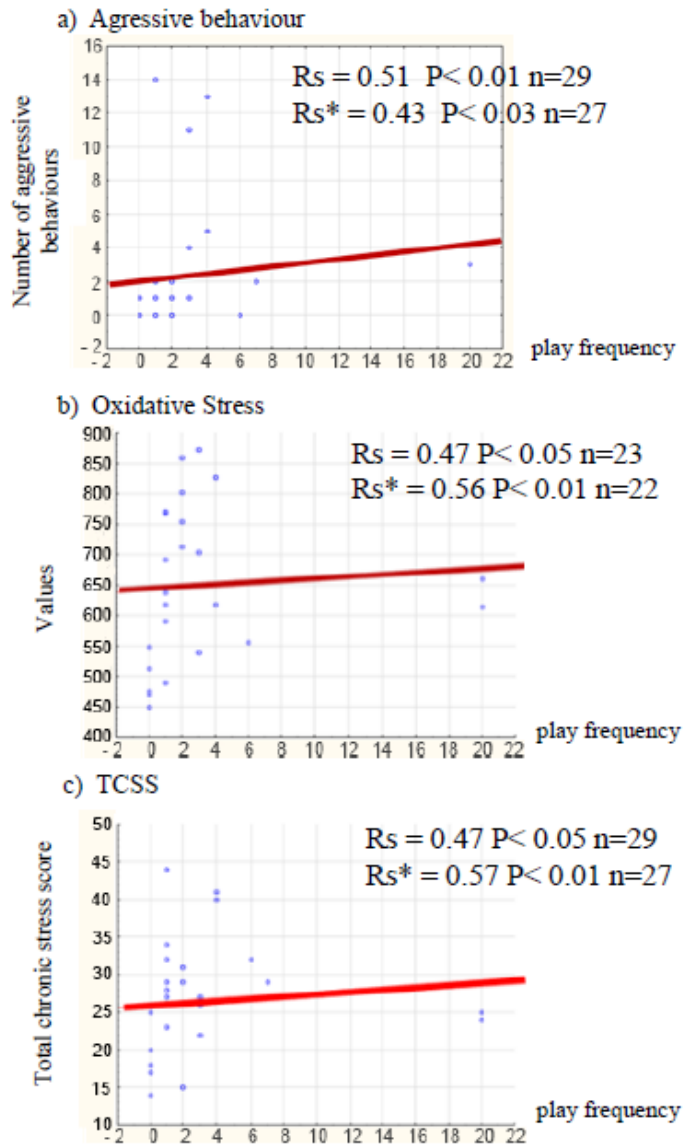 a) Agressive behaviour
Rs = 0.51 P< 0.01 n=29
Rs* = 0.43 P< 0.03 n=27
Number of aggressive
behaviours
16
14
12
10
8
6
4
2
0
-2
-2 0 2 4 6 8 10 12 14 16 18 20 22
play frequency
b) Oxidative Stress
Rs = 0.47 P< 0.05 n=23
Rs* = 0.56 P< 0.01 n=22
Values
900
850
800
750
700
650
600
550
500
450
400
-2 0 2 4 6 8 10 12 14 16 18 20 22
play frequency
c) TCSS
Rs = 0.47 P< 0.05 n=29
Rs* = 0.57 P< 0.01 n=27
Total chronic stress score
50
45
40
35
30
25
20
15
10
-2 0 2 4 6 8 10 12 14 16 18 20 22
play frequency